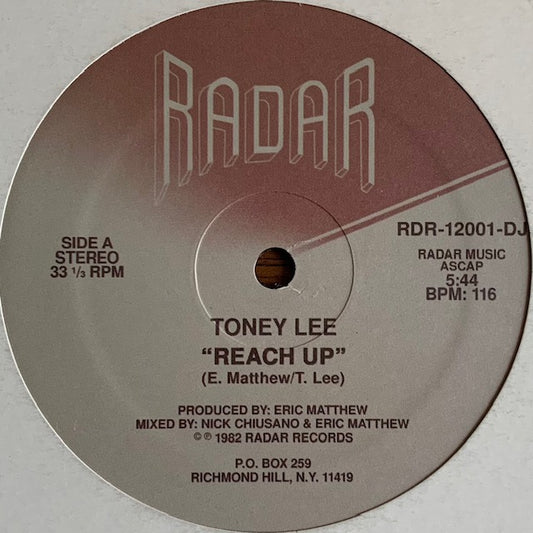 RADAR
SIDE A
STEREO
33 1/3 RPM
RDR-12001-DJ
RADAR MUSIC
ASCAP
5:44
BPM: 116
TONEY LEE
“REACH UP”
(E. Matthew/T. Lee)
PRODUCED BY: ERIC MATTHEW
MIXED BY: NICK CHIUSANO & ERIC MATTHEW
© ℗ 1982 RADAR RECORDS
P.O. BOX 259
RICHMOND HILL, N.Y. 11419